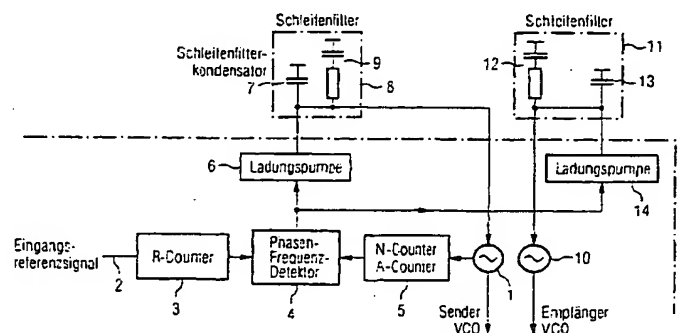 Schleifenfilter
Schleifenfilter
Schleifenfilter-
kondensator
9
7
8
12
11
13
6
Ladungspumpe
Ladungspumpe
14
Eingangs-
referenzsignal
2
R-Counter
3
Phasen-
Frequenz-
Detektor
4
N-Counter
A-Counter
5
1
10
Sender
VCO
Empfänger
VCO